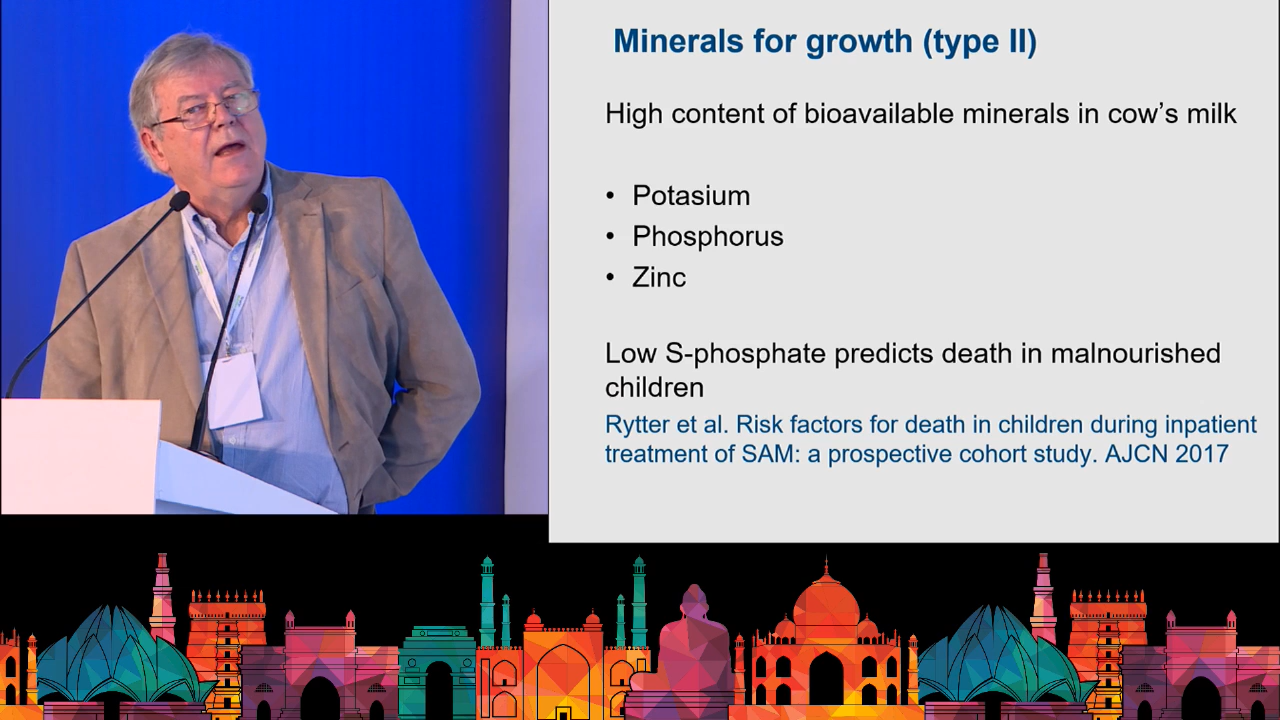 Minerals for growth (type II)
High content of bioavailable minerals in cow's milk
• Potasium
• Phosphorus
• Zinc
Low S-phosphate predicts death in malnourished
children
Rytter et al. Risk factors for death in children during inpatient
treatment of SAM: a prospective cohort study. AJCN 2017